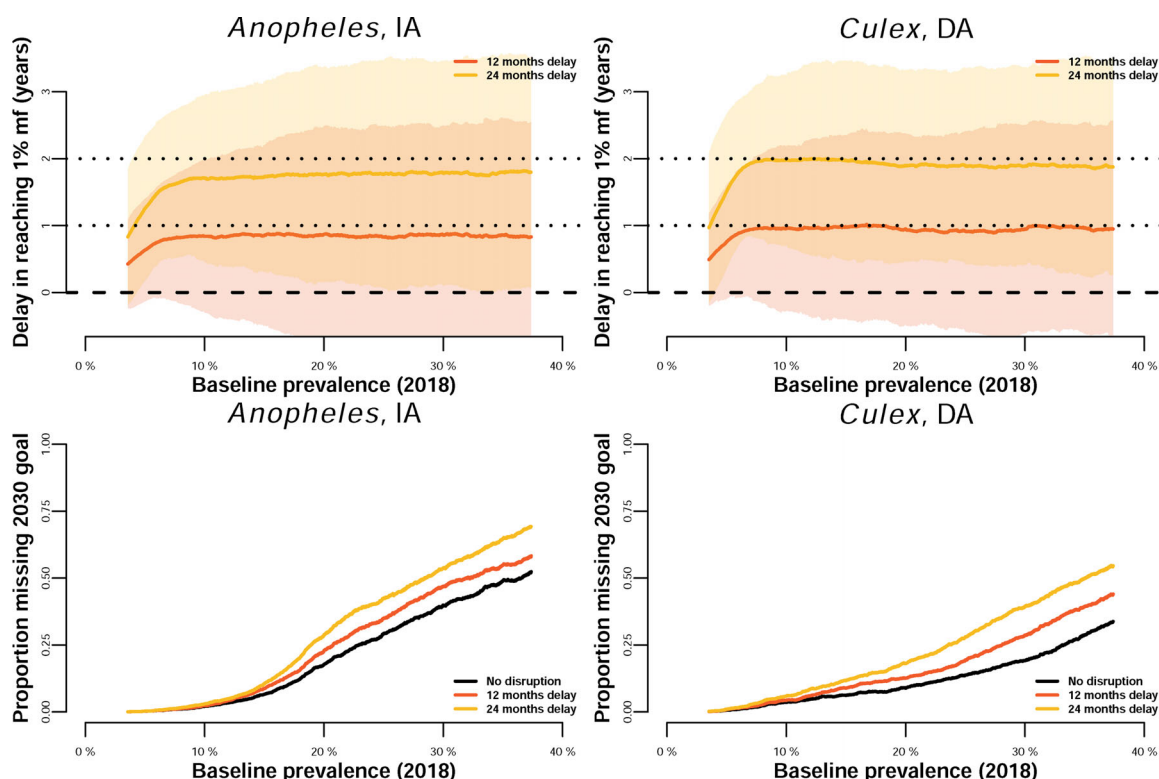 Anopheles, IA
Delay in reaching 1% mf (years)
3
2
1
0
12 months delay
24 months delay
0 %
10 %
20 %
30 %
40 %
Baseline prevalence (2018)
Culex, DA
Delay in reaching 1% mf (years)
3
2
1
0
12 months delay
24 months delay
0 %
10 %
20 %
30 %
40 %
Baseline prevalence (2018)
Anopheles, IA
Proportion missing 2030 goal
1.00
0.75
0.50
0.25
0.00
No disruption
12 months delay
24 months delay
0 %
10 %
20 %
30 %
40 %
Baseline prevalence (2018)
Culex, DA
Proportion missing 2030 goal
1.00
0.75
0.50
0.25
0.00
No disruption
12 months delay
24 months delay
0 %
10 %
20 %
30 %
40 %
Baseline prevalence (2018)